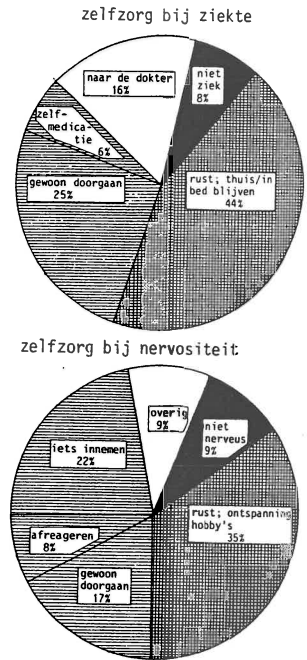 zelfzorg bij ziekte
naar de dokter
16%
niet
ziek
8%
zelf-
medica-
tie
6%
gewoon doorgaan
25%
rust; thuis/in
bed blijven
44%
zelfzorg bij nervositeit
overig
9%
niet
nerveus
9%
iets innemen
22%
rust; ontspanning
hobby's
35%
afreageren
8%
gewoon
doorgaan
17%